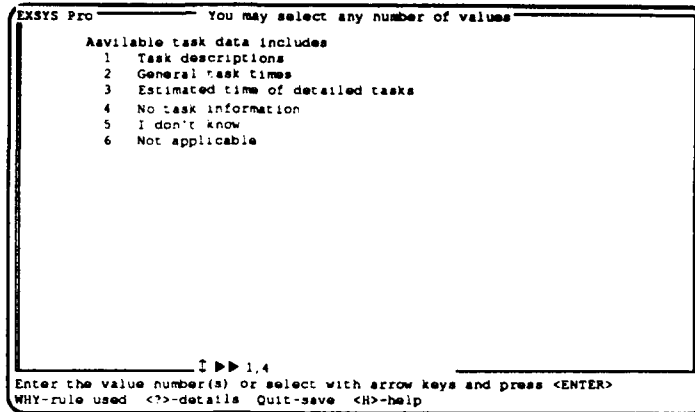 EXSYS Pro You may select any number of values
Aavilable task data includes
1 Task descriptions
2 General task times
3 Estimated time of detailed tasks
4 No task information
5 I don't know
6 Not applicable
↕ ▶▶ 1,4
Enter the value number(s) or select with arrow keys and press <ENTER>
WHY-rule used <?>-details Quit-save <H>-help